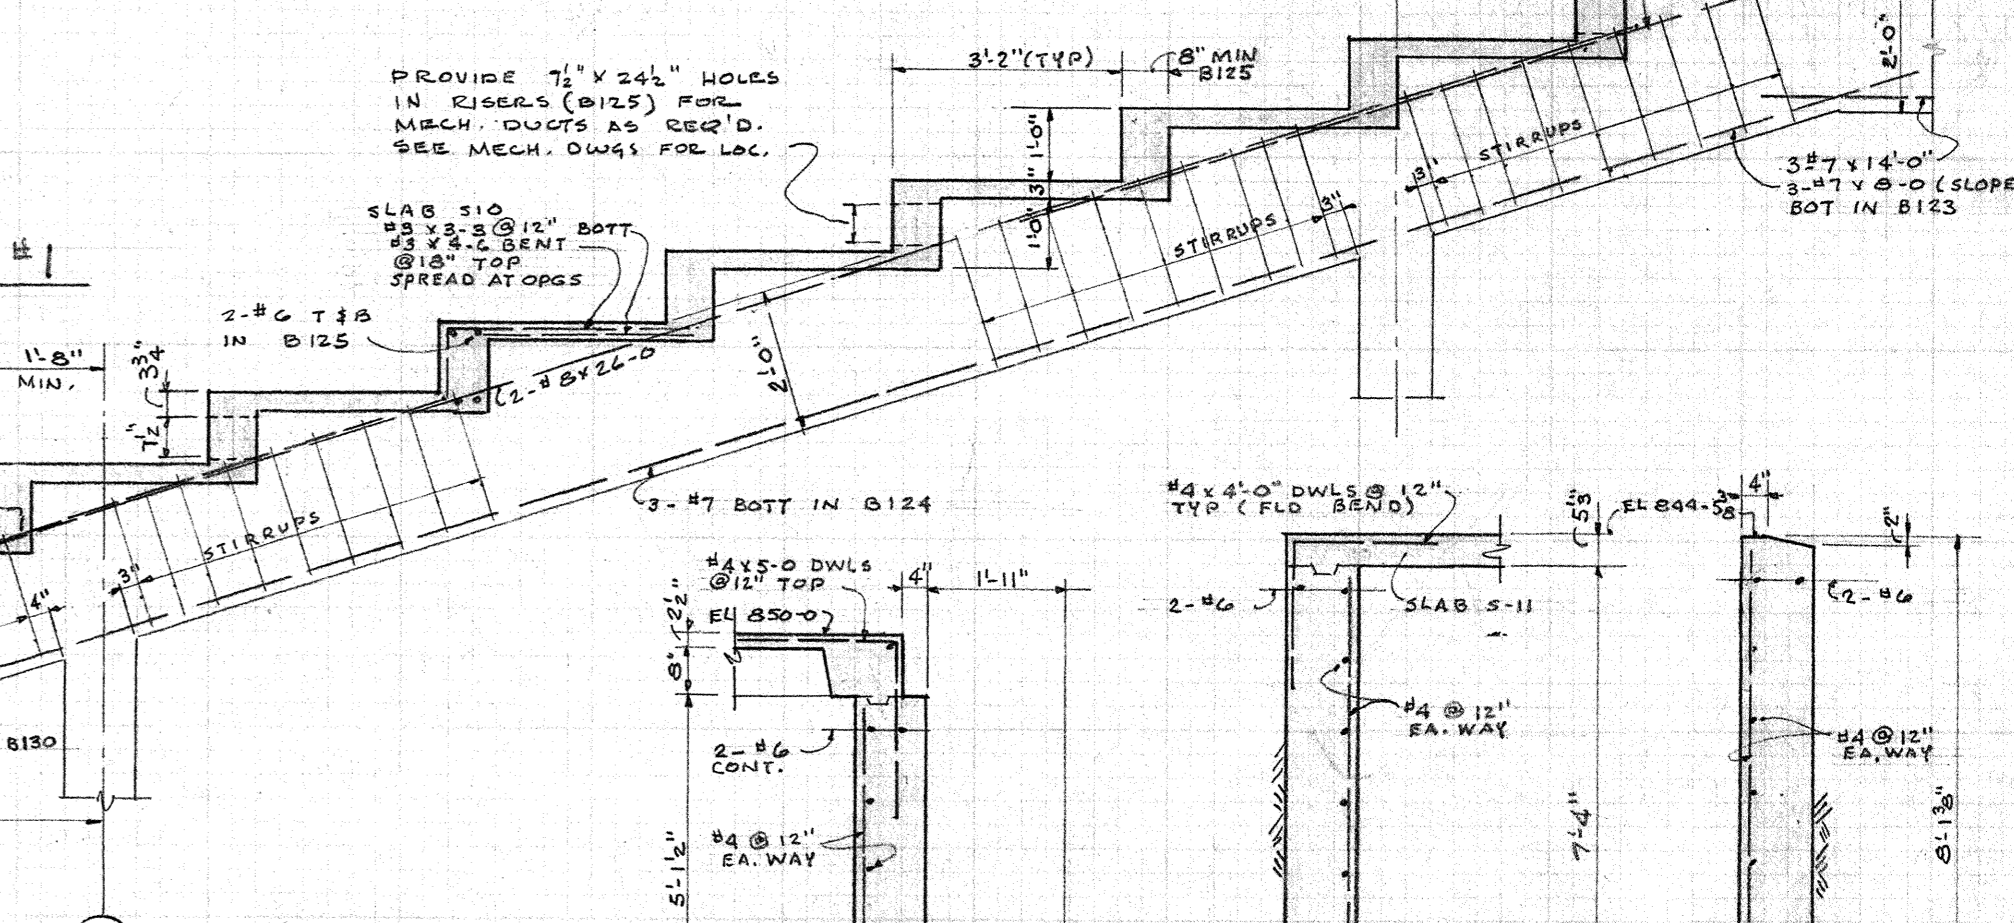 PROVIDE 7½" X 24½" HOLES
IN RISERS (B125) FOR
MECH. DUCTS AS REQ'D.
SEE MECH. DWGS FOR LOC.
3'-2"(TYP)
8" MIN
B125
1'-0"
3"
1'-0"
2'-0"
STIRRUPS
3"
3"
STIRRUPS
3-#7 x 14'-0"
3-#7 x 8-0 (SLOPE
BOT IN B123
SLAB S10
#3 x 3-3 @ 12" BOTT
#3 x 4-6 BENT
@18" TOP
SPREAD AT OPGS
#1
2-#6 T & B
IN B125
1'-8"
MIN.
3¾"
7½"
2-#8x26-0
2'-0"
STIRRUPS
3"
4"
3-#7 BOTT IN B124
B130
#4x5-0 DWLS
@12" TOP
4"
1'-11"
EL 850-0
2½"
8"
2-#6
CONT.
5'-1½"
#4 @ 12"
EA. WAY
#4 x 4'-0" DWLS @ 12"
TYP (FLD BEND)
EL 844-5⅜
4"
2"
2-#6
SLAB S-11
2-#6
#4 @ 12"
EA. WAY
7'-4"
#4 @ 12"
EA. WAY
8'-1⅜"